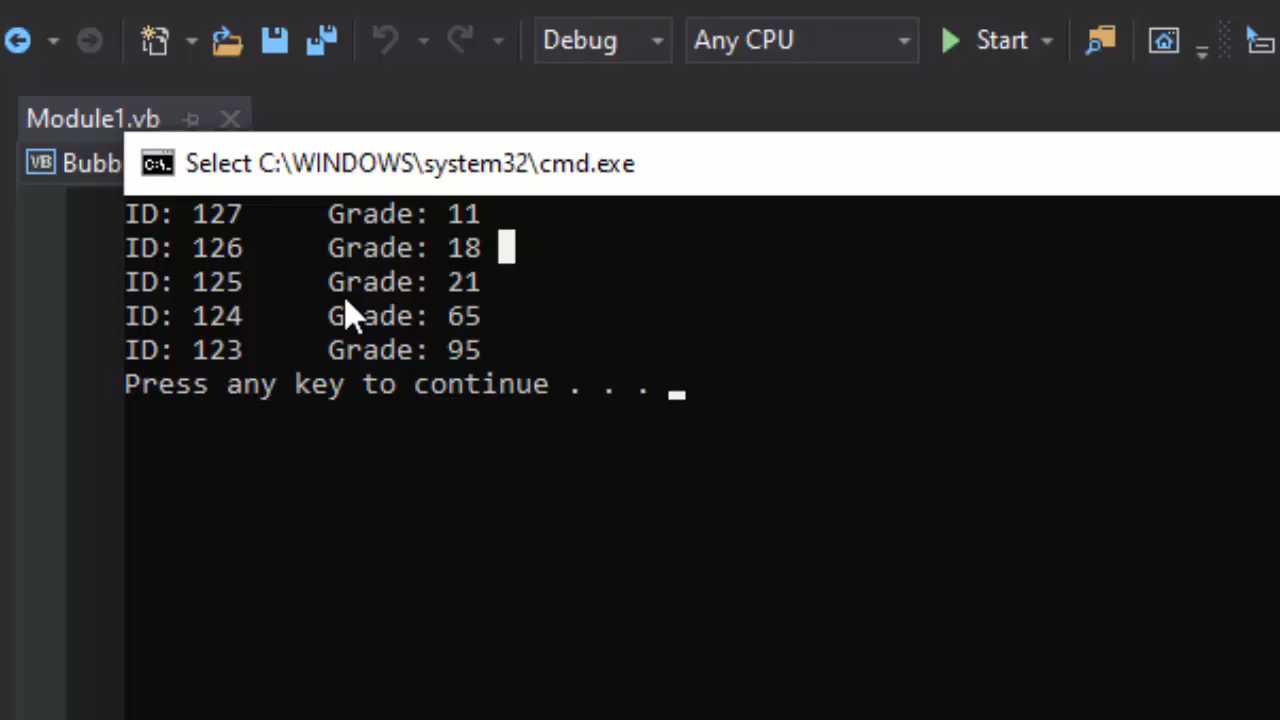 Debug Any CPU Start
Module1.vb
VB Bubb
C:\. Select C:\WINDOWS\system32\cmd.exe
ID: 127 Grade: 11
ID: 126 Grade: 18
ID: 125 Grade: 21
ID: 124 Grade: 65
ID: 123 Grade: 95
Press any key to continue . . . _